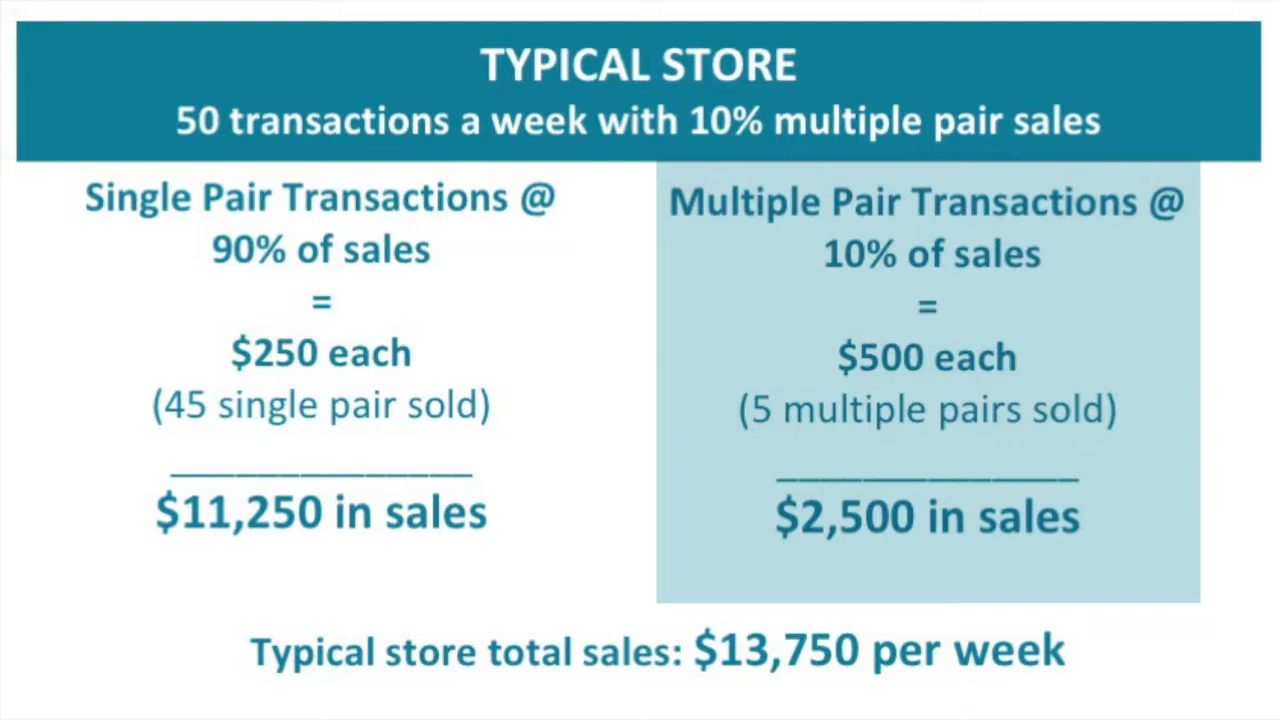 TYPICAL STORE
50 transactions a week with 10% multiple pair sales
Single Pair Transactions @
90% of sales
=
$250 each
(45 single pair sold)
______________
$11,250 in sales
Multiple Pair Transactions @
10% of sales
=
$500 each
(5 multiple pairs sold)
______________
$2,500 in sales
Typical store total sales: $13,750 per week